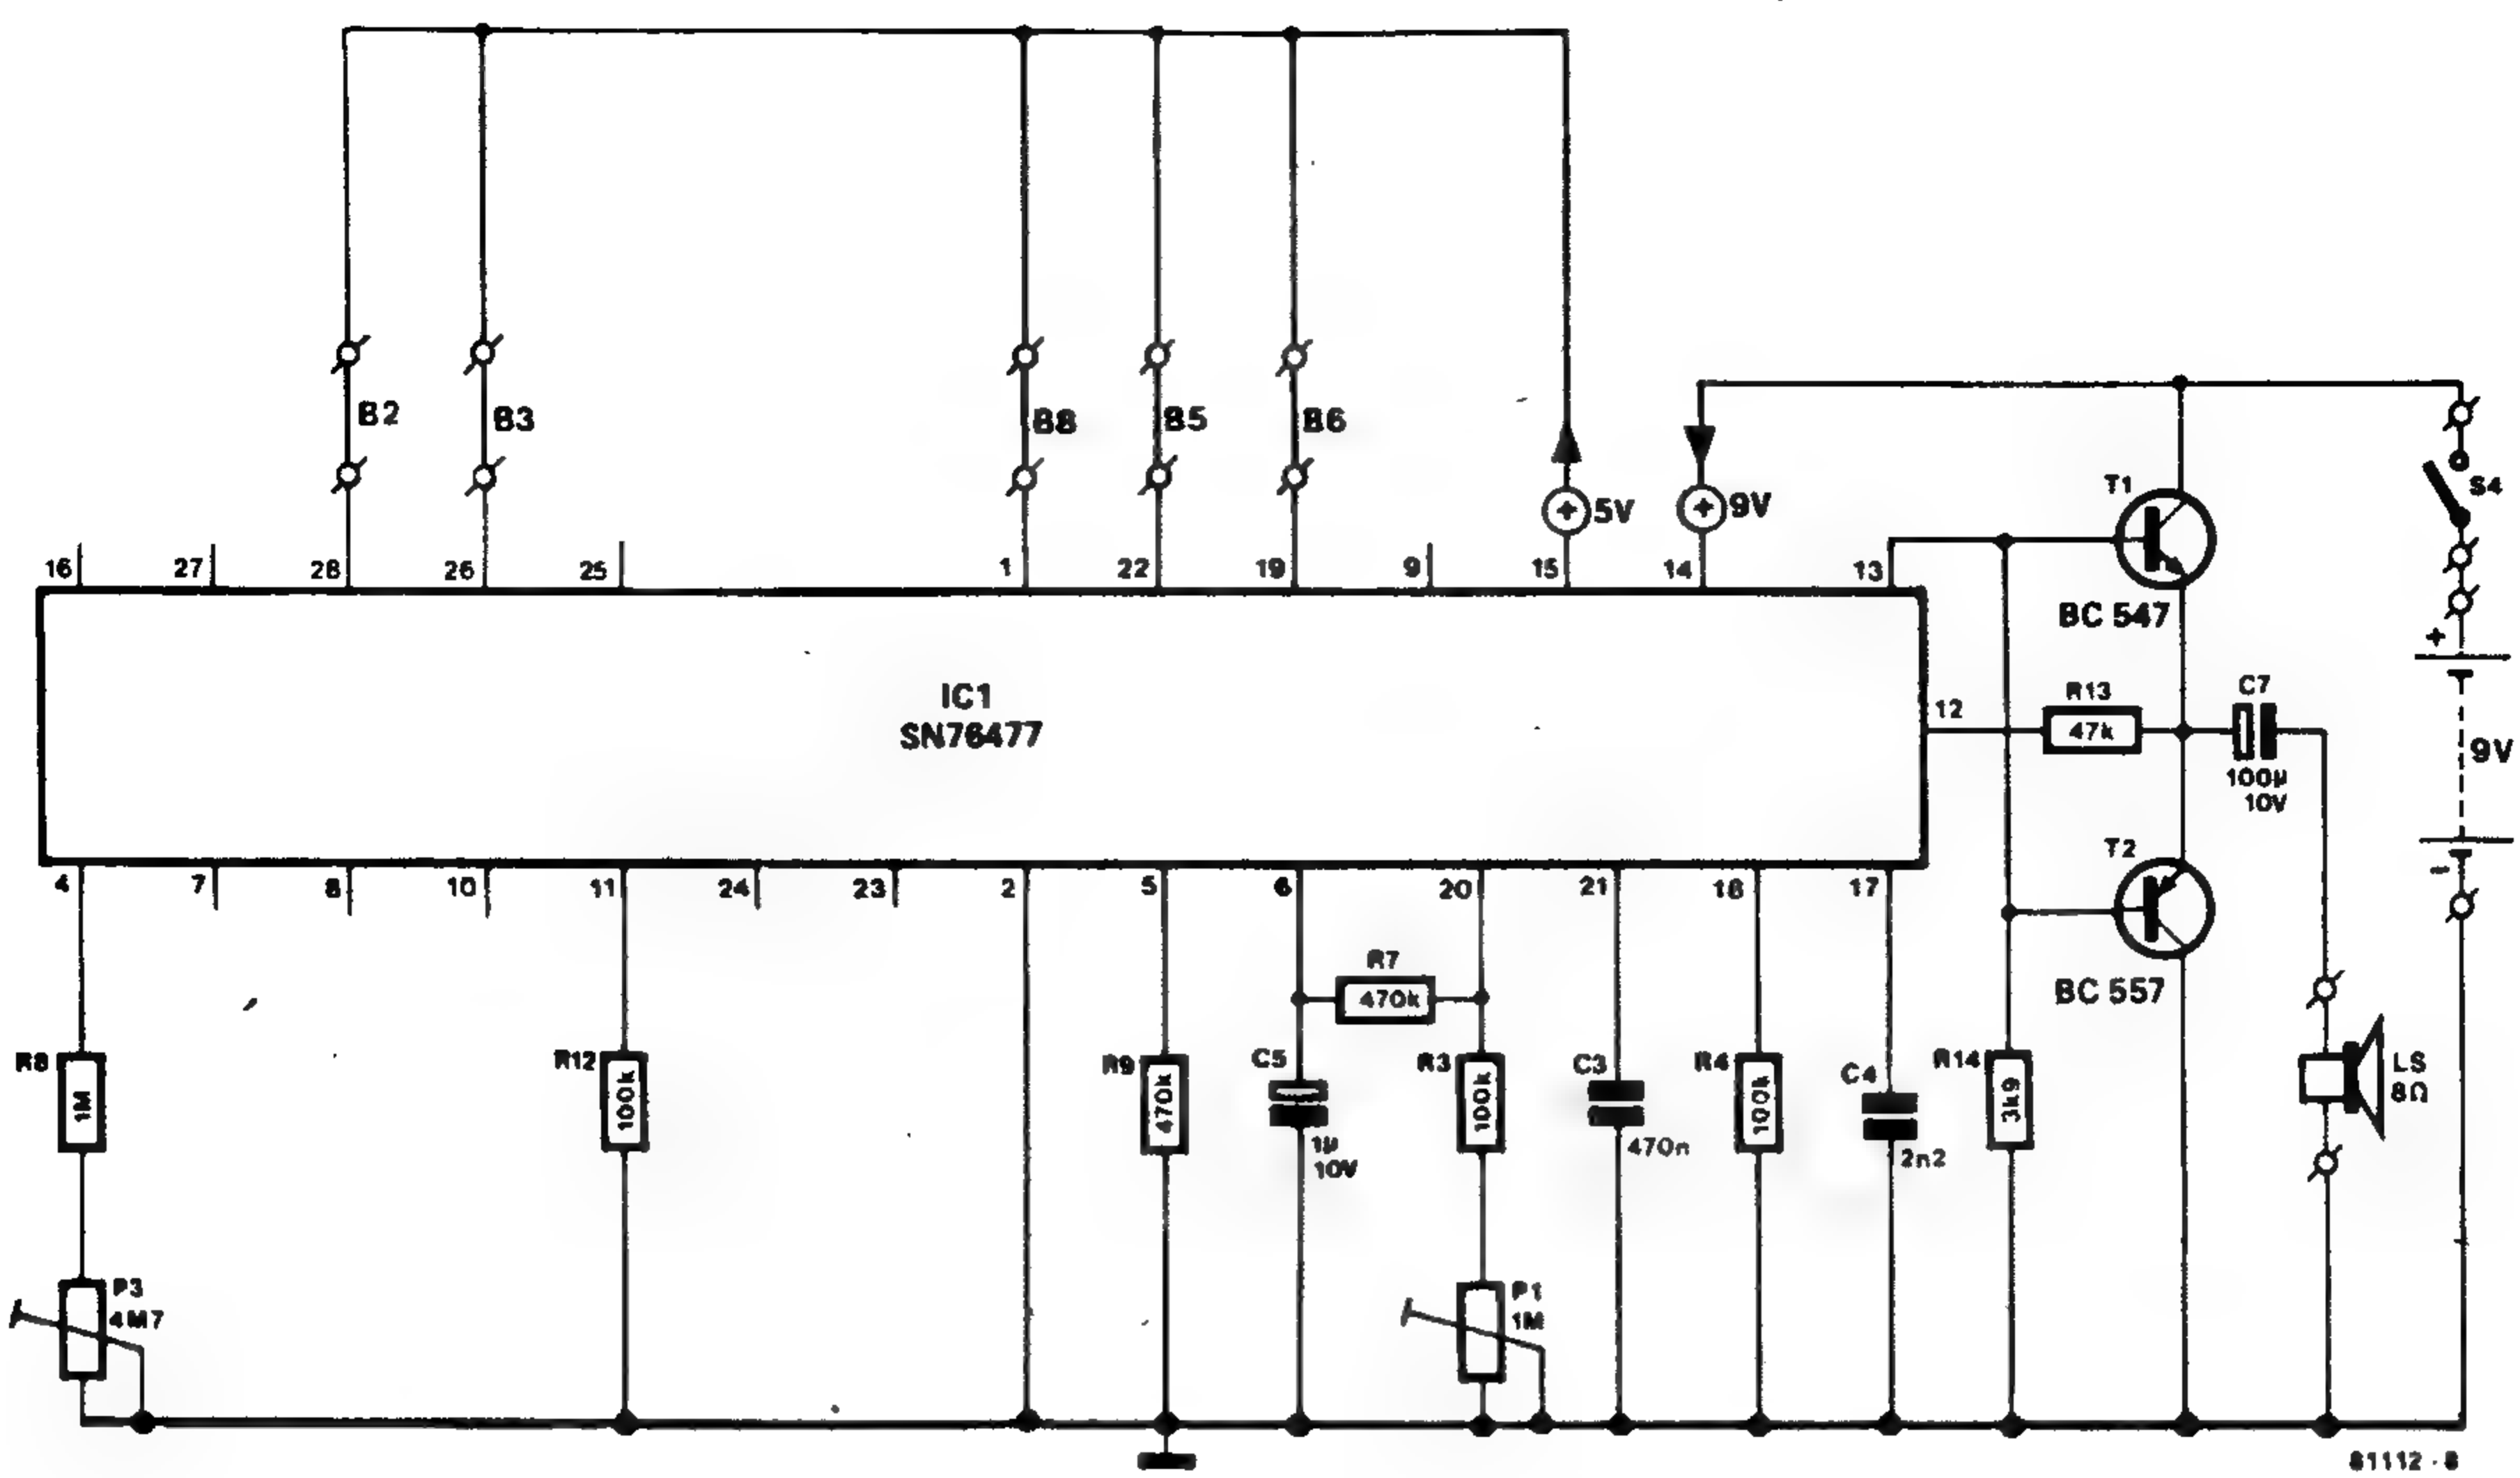 B2
B3
B8
B5
B6
5V
9V
T1
S4
16
27
28
26
25
1
22
19
9
15
14
13
BC 547
+
IC1
SN76477
12
R13
47k
C7
100µ
10V
9V
T2
-
4
7
8
10
11
24
23
2
5
6
20
21
18
17
BC 557
R7
470k
R8
1M
R12
100k
R9
470k
C5
1µ
10V
R3
100k
C3
470n
R4
100k
C4
2n2
R14
3k9
LS
8Ω
P3
4M7
P1
1M
81112 - 8